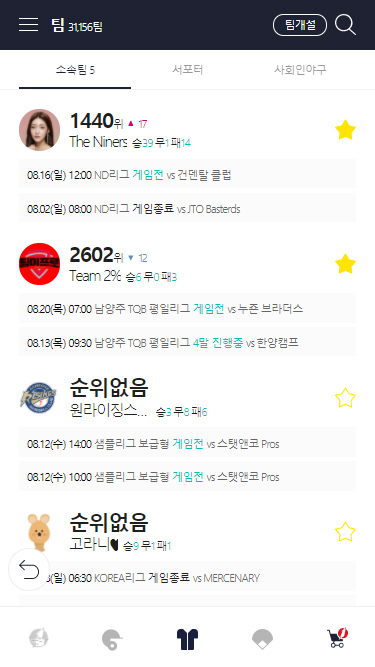 팀 31,156팀
팀개설
소속팀 5
서포터
사회인야구
1440위 ▲ 17
The Niners 승39 무1 패14
08.16(일) 12:00 ND리그 게임전 vs 건덴탈 클럽
08.02(일) 08:00 ND리그 게임종료 vs JTO Basterds
2602위 ▼ 12
Team 2% 승6 무0 패3
08.20(목) 07:00 남양주 TQB 평일리그 게임전 vs 누죤 브라더스
08.13(목) 09:30 남양주 TQB 평일리그 4말 진행중 vs 한양캠프
순위없음
원라이징스... 승3 무8 패6
08.12(수) 14:00 샘플리그 보급형 게임전 vs 스탯앤코 Pros
08.12(수) 10:00 샘플리그 보급형 게임전 vs 스탯앤코 Pros
순위없음
고라니 승9 무1 패1
(일) 06:30 KOREA리그 게임종료 vs MERCENARY